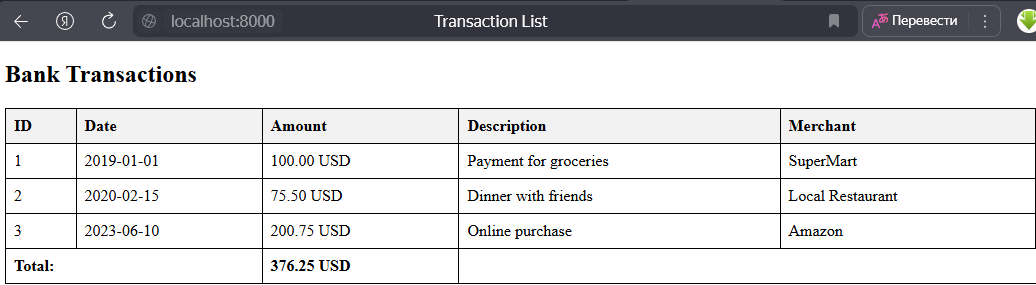 Я localhost:8000 Transaction List Перевести
Bank Transactions
ID Date Amount Description Merchant
1 2019-01-01 100.00 USD Payment for groceries SuperMart
2 2020-02-15 75.50 USD Dinner with friends Local Restaurant
3 2023-06-10 200.75 USD Online purchase Amazon
Total: 376.25 USD